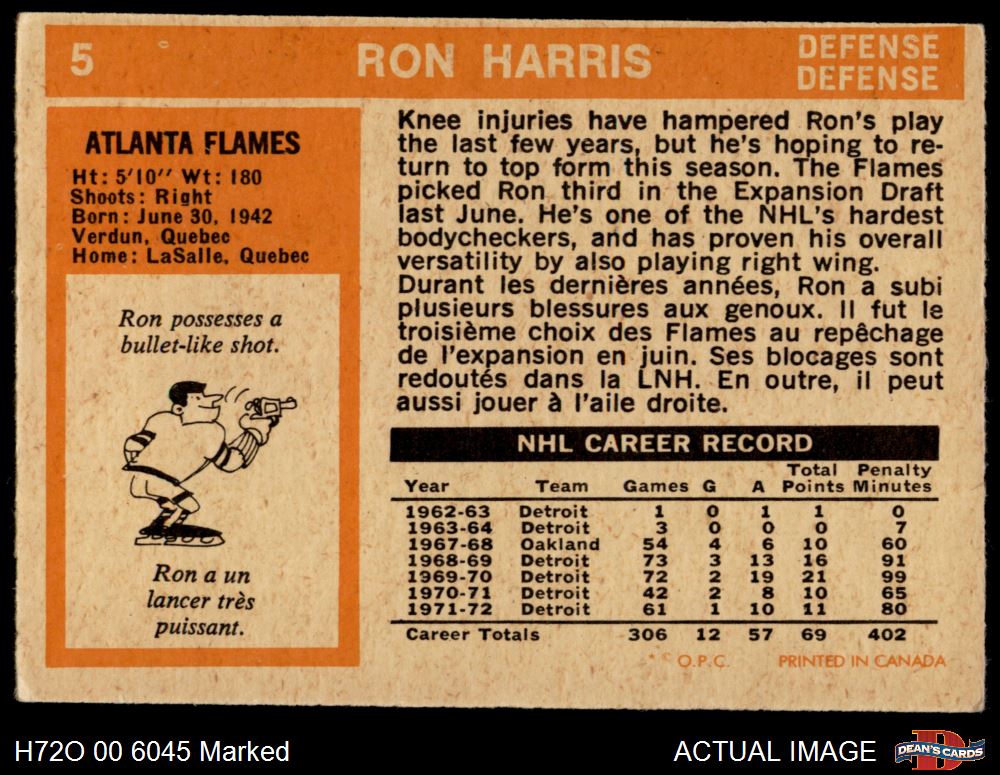 5
RON HARRIS
DEFENSE
DEFENSE
ATLANTA FLAMES
Ht: 5'10" Wt: 180
Shoots: Right
Born: June 30, 1942
Verdun, Quebec
Home: LaSalle, Quebec
Ron possesses a
bullet-like shot.
Ron a un
lancer très
puissant.
Knee injuries have hampered Ron's play
the last few years, but he's hoping to re-
turn to top form this season. The Flames
picked Ron third in the Expansion Draft
last June. He's one of the NHL's hardest
bodycheckers, and has proven his overall
versatility by also playing right wing.
Durant les dernières années, Ron a subi
plusieurs blessures aux genoux. Il fut le
troisième choix des Flames au repêchage
de l'expansion en juin. Ses blocages sont
redoutés dans la LNH. En outre, il peut
aussi jouer à l'aile droite.
NHL CAREER RECORD
Total Penalty
Year Team Games G A Points Minutes
1962-63 Detroit 1 0 1 1 0
1963-64 Detroit 3 0 0 0 7
1967-68 Oakland 54 4 6 10 60
1968-69 Detroit 73 3 13 16 91
1969-70 Detroit 72 2 19 21 99
1970-71 Detroit 42 2 8 10 65
1971-72 Detroit 61 1 10 11 80
Career Totals 306 12 57 69 402
* © O.P.C. PRINTED IN CANADA
H72O 00 6045 Marked
ACTUAL IMAGE
D
DEAN'S CARDS